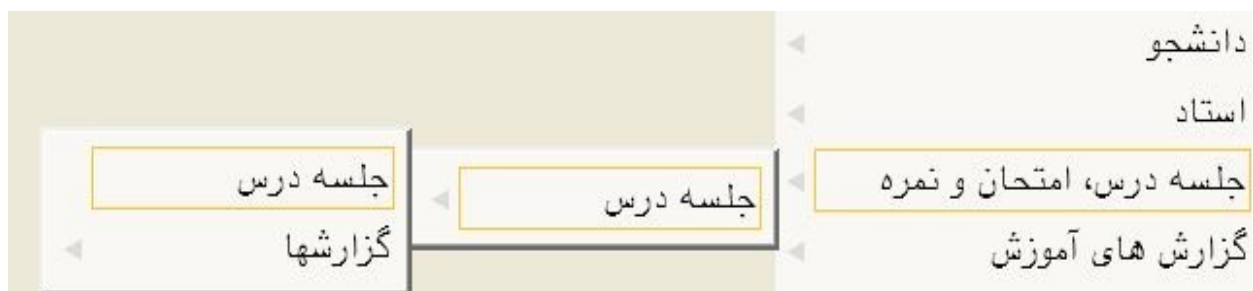 دانشجو
استاد
جلسه درس، امتحان و نمره
گزارش های آموزش
جلسه درس
جلسه درس
گزارشها